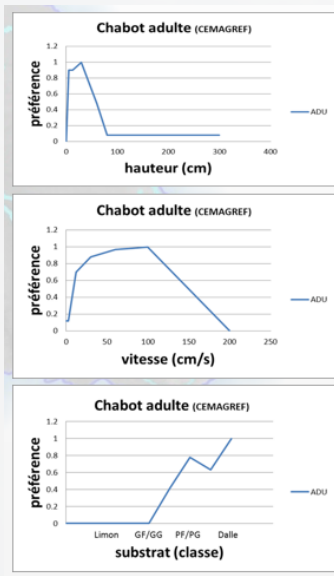 Chabot adulte (CEMAGREF)
préférence
1.2
1
0.8
0.6
0.4
0.2
0
0 100 200 300 400
hauteur (cm)
ADU
Chabot adulte (CEMAGREF)
préférence
1.2
1
0.8
0.6
0.4
0.2
0
0 50 100 150 200 250
vitesse (cm/s)
ADU
Chabot adulte (CEMAGREF)
préférence
1.2
1
0.8
0.6
0.4
0.2
0
Limon GF/GG PF/PG Dalle
substrat (classe)
ADU